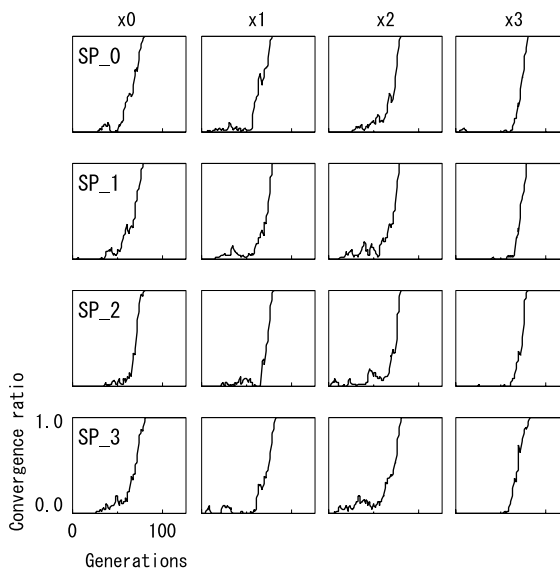 x0 x1 x2 x3
SP_0
SP_1
SP_2
SP_3
Convergence ratio
1.0
0.0
0 100
Generations